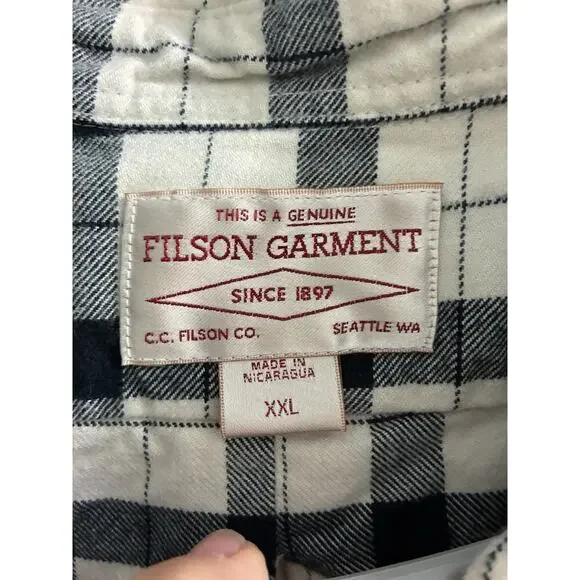 THIS IS A GENUINE
FILSON GARMENT
SINCE 1897
C.C. FILSON CO. SEATTLE WA
MADE IN
NICARAGUA
XXL